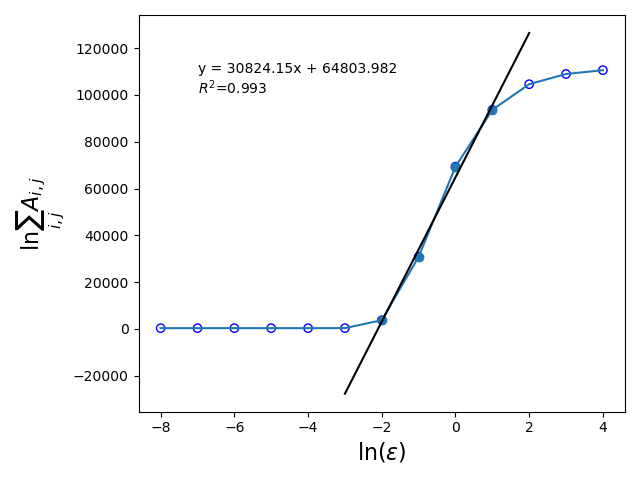 y = 30824.15x + 64803.982
R²=0.993
120000
100000
80000
60000
40000
20000
0
−20000
ln∑A_{i,j}
i,j
−8 −6 −4 −2 0 2 4
ln(ε)